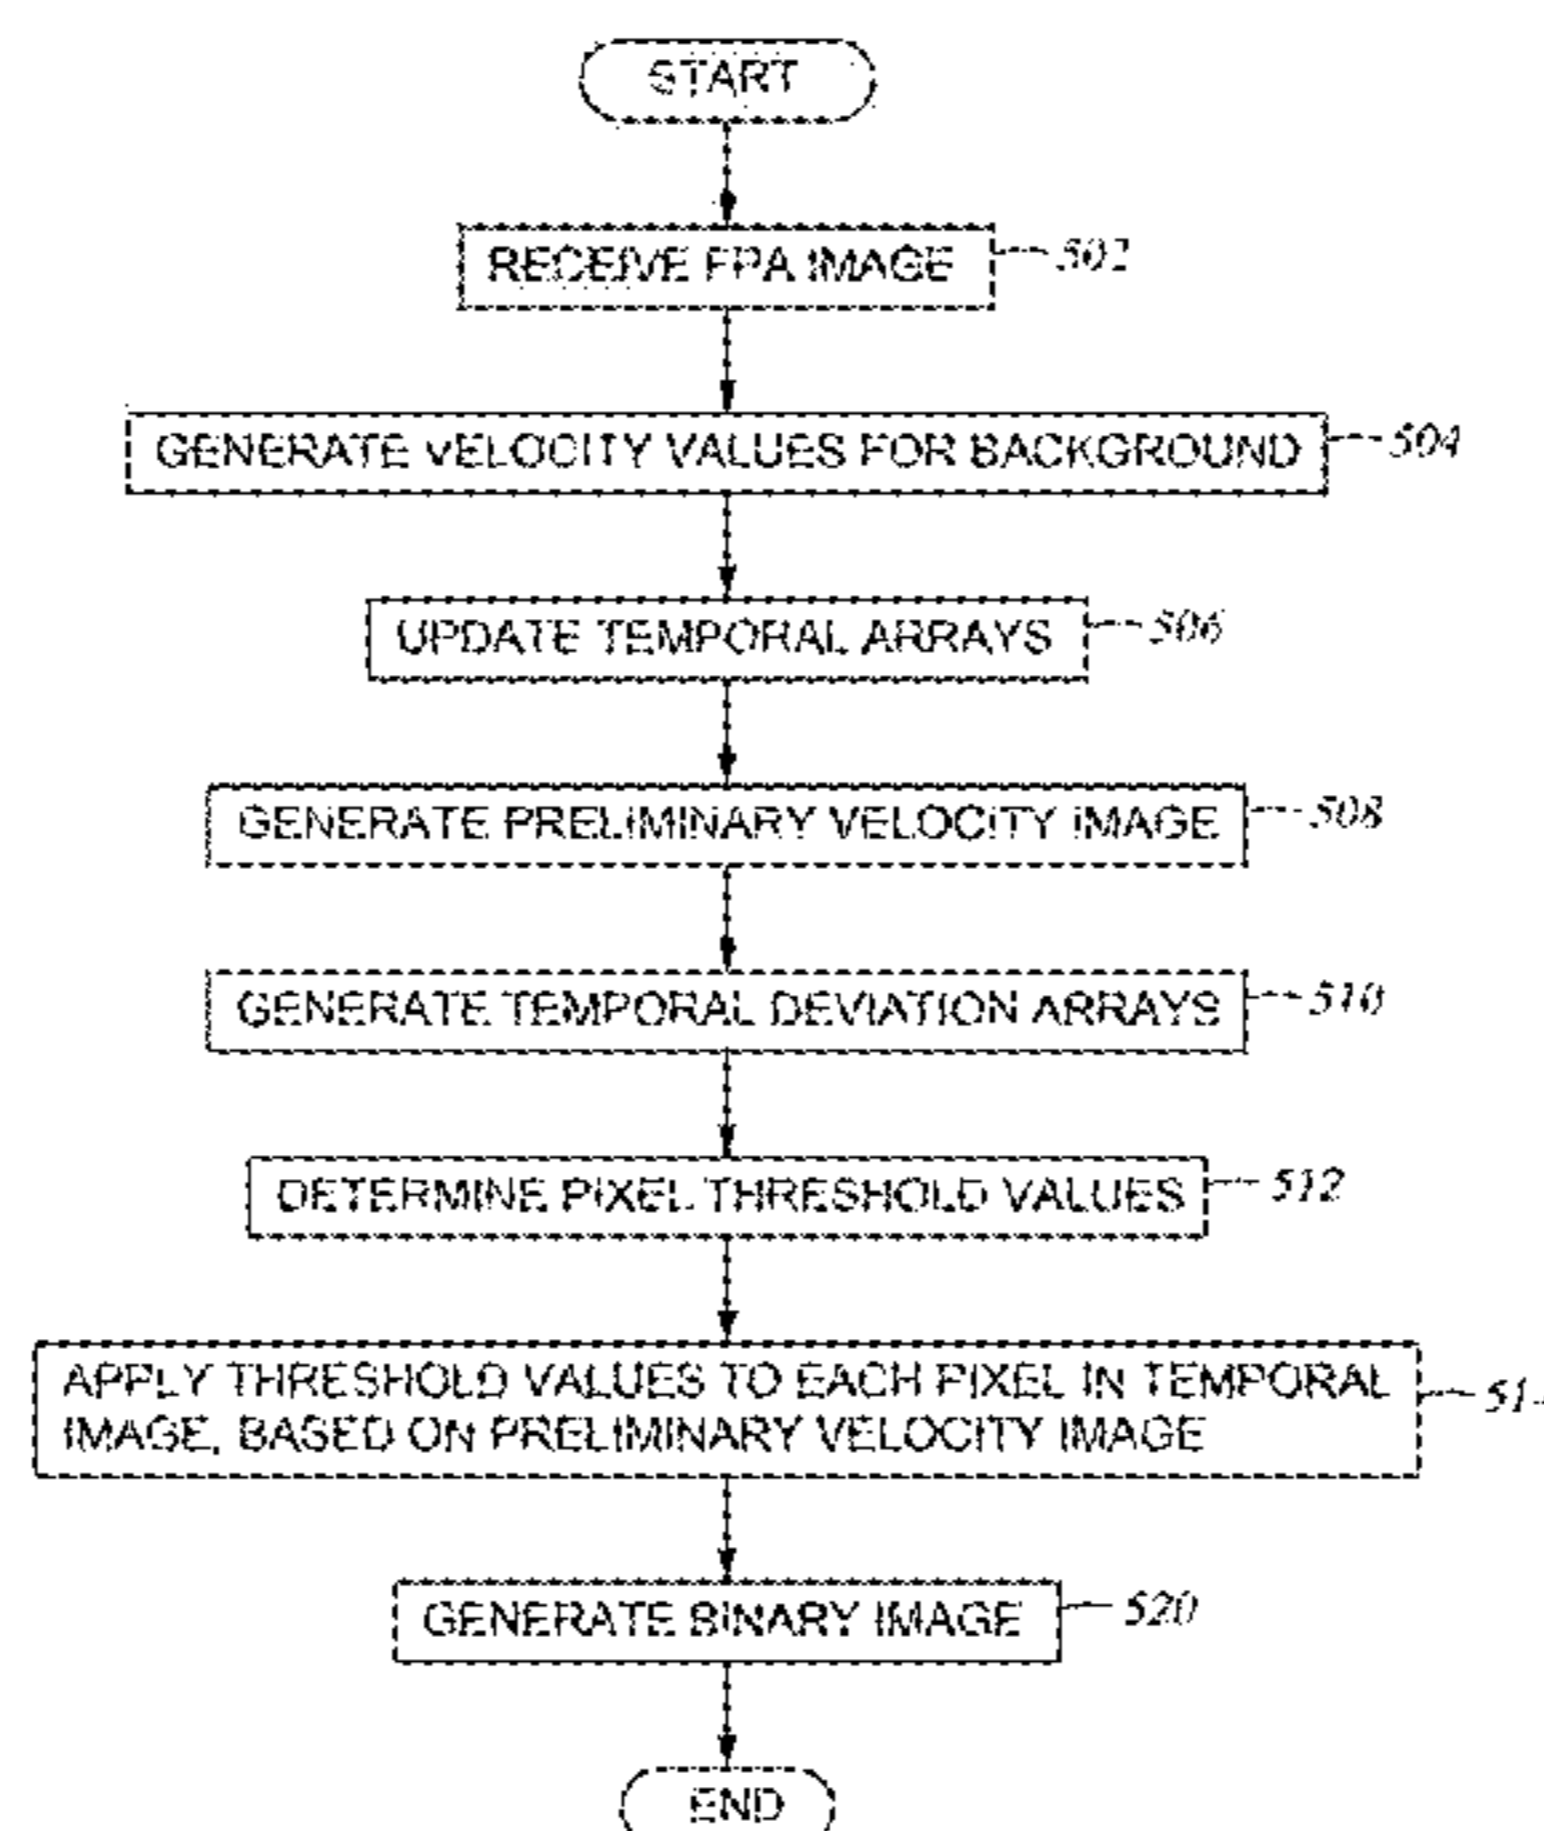 START
RECEIVE FPA IMAGE
502
GENERATE VELOCITY VALUES FOR BACKGROUND
504
UPDATE TEMPORAL ARRAYS
506
GENERATE PRELIMINARY VELOCITY IMAGE
508
GENERATE TEMPORAL DEVIATION ARRAYS
510
DETERMINE PIXEL THRESHOLD VALUES
512
APPLY THRESHOLD VALUES TO EACH PIXEL IN TEMPORAL
IMAGE, BASED ON PRELIMINARY VELOCITY IMAGE
GENERATE BINARY IMAGE
520
END